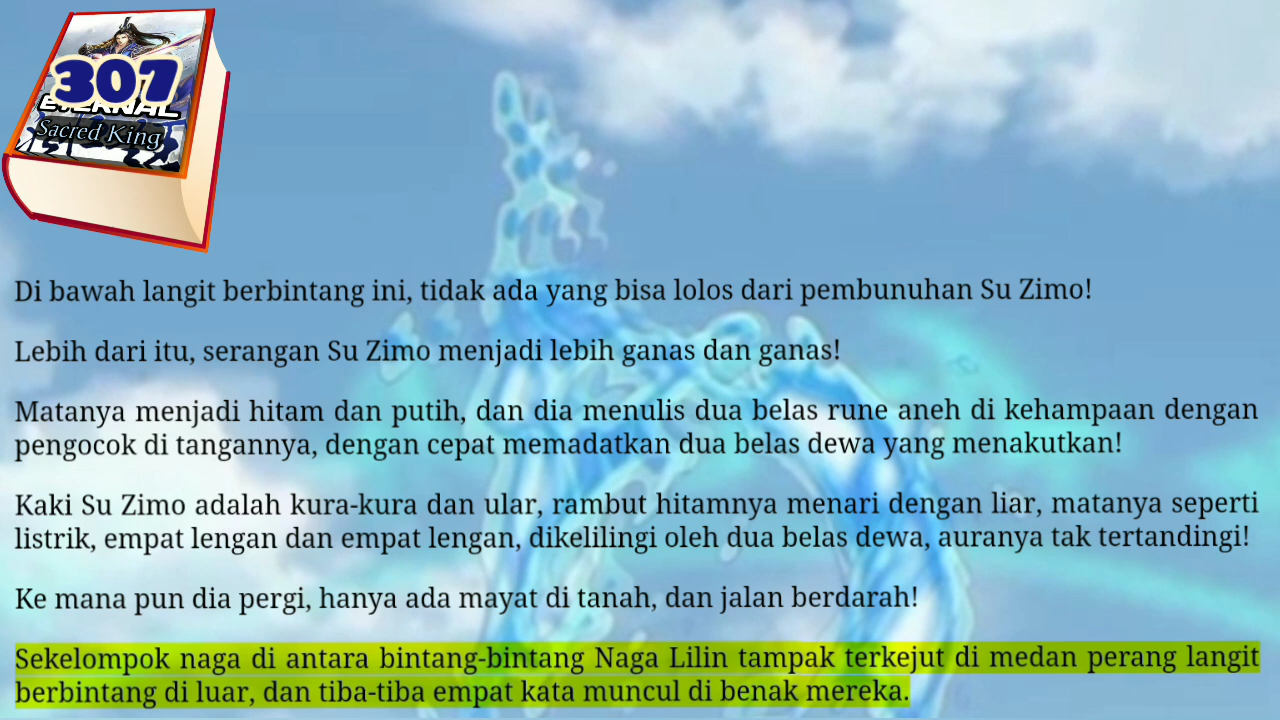 307
ETERNAL
Sacred King
Di bawah langit berbintang ini, tidak ada yang bisa lolos dari pembunuhan Su Zimo!
Lebih dari itu, serangan Su Zimo menjadi lebih ganas dan ganas!
Matanya menjadi hitam dan putih, dan dia menulis dua belas rune aneh di kehampaan dengan
pengocok di tangannya, dengan cepat memadatkan dua belas dewa yang menakutkan!
Kaki Su Zimo adalah kura-kura dan ular, rambut hitamnya menari dengan liar, matanya seperti
listrik, empat lengan dan empat lengan, dikelilingi oleh dua belas dewa, auranya tak tertandingi!
Ke mana pun dia pergi, hanya ada mayat di tanah, dan jalan berdarah!
Sekelompok naga di antara bintang-bintang Naga Lilin tampak terkejut di medan perang langit
berbintang di luar, dan tiba-tiba empat kata muncul di benak mereka.